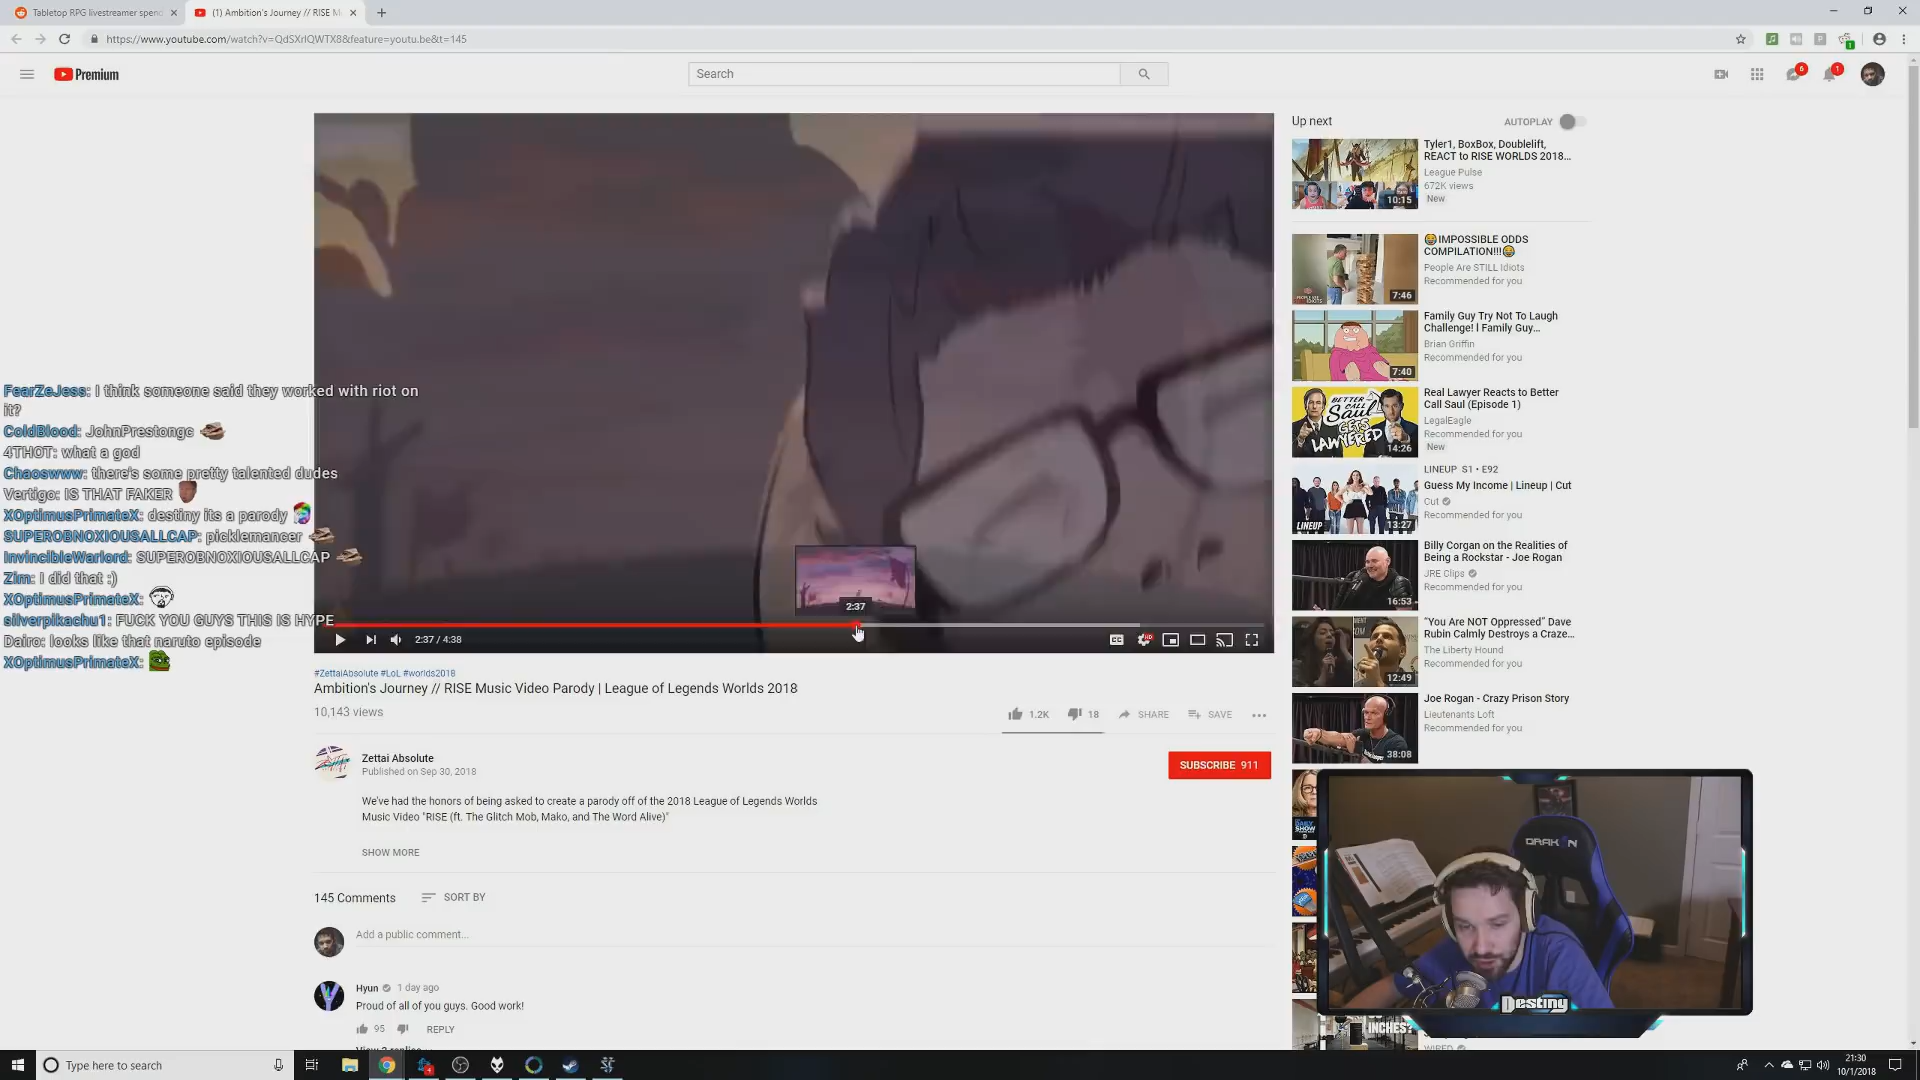 Tabletop RPG livestreamer spend
(1) Ambition's Journey // RISE M
https://www.youtube.com/watch?v=QdSXrIQWTX8&feature=youtu.be&t=145
Premium
Search
6
1
Up next
AUTOPLAY
Tyler1, BoxBox, Doublelift,
REACT to RISE WORLDS 2018...
League Pulse
672K views
New
10:15
😂IMPOSSIBLE ODDS
COMPILATION!!!😂
People Are STILL Idiots
Recommended for you
7:46
Family Guy Try Not To Laugh
Challenge! l Family Guy...
Brian Griffin
Recommended for you
7:40
Real Lawyer Reacts to Better
Call Saul (Episode 1)
LegalEagle
Recommended for you
New
BETTER
CALL Saul
GETS
LAWYERED
14:26
LINEUP S1 • E92
Guess My Income | Lineup | Cut
Cut
Recommended for you
LINEUP
13:27
Billy Corgan on the Realities of
Being a Rockstar - Joe Rogan
JRE Clips
Recommended for you
16:53
“You Are NOT Oppressed” Dave
Rubin Calmly Destroys a Craze...
The Liberty Hound
Recommended for you
12:49
Joe Rogan - Crazy Prison Story
Lieutenants Loft
Recommended for you
38:08
FearZeJess: I think someone said they worked with riot on
it?
ColdBlood: JohnPrestongc
4THOT: what a god
Chaoswww: there's some pretty talented dudes
Vertigo: IS THAT FAKER
XOptimusPrimateX: destiny its a parody
SUPEROBNOXIOUSALLCAP: picklemancer
InvincibleWarlord: SUPEROBNOXIOUSALLCAP
Zim: I did that :)
XOptimusPrimateX:
silverpikachu1: FUCK YOU GUYS THIS IS HYPE
Dairo: looks like that naruto episode
XOptimusPrimateX:
2:37
2:37 / 4:38
CC
HD
#ZettaiAbsolute #LoL #worlds2018
Ambition's Journey // RISE Music Video Parody | League of Legends Worlds 2018
10,143 views
1.2K
18
SHARE
SAVE
Zettai Absolute
Published on Sep 30, 2018
SUBSCRIBE 911
We've had the honors of being asked to create a parody off of the 2018 League of Legends Worlds
Music Video "RISE (ft. The Glitch Mob, Mako, and The Word Alive)"
SHOW MORE
145 Comments
SORT BY
Add a public comment...
Hyun
1 day ago
Proud of all of you guys. Good work!
95
REPLY
DRAKON
Destiny
INCHES?
WIRED
Type here to search
4
21:30
10/1/2018